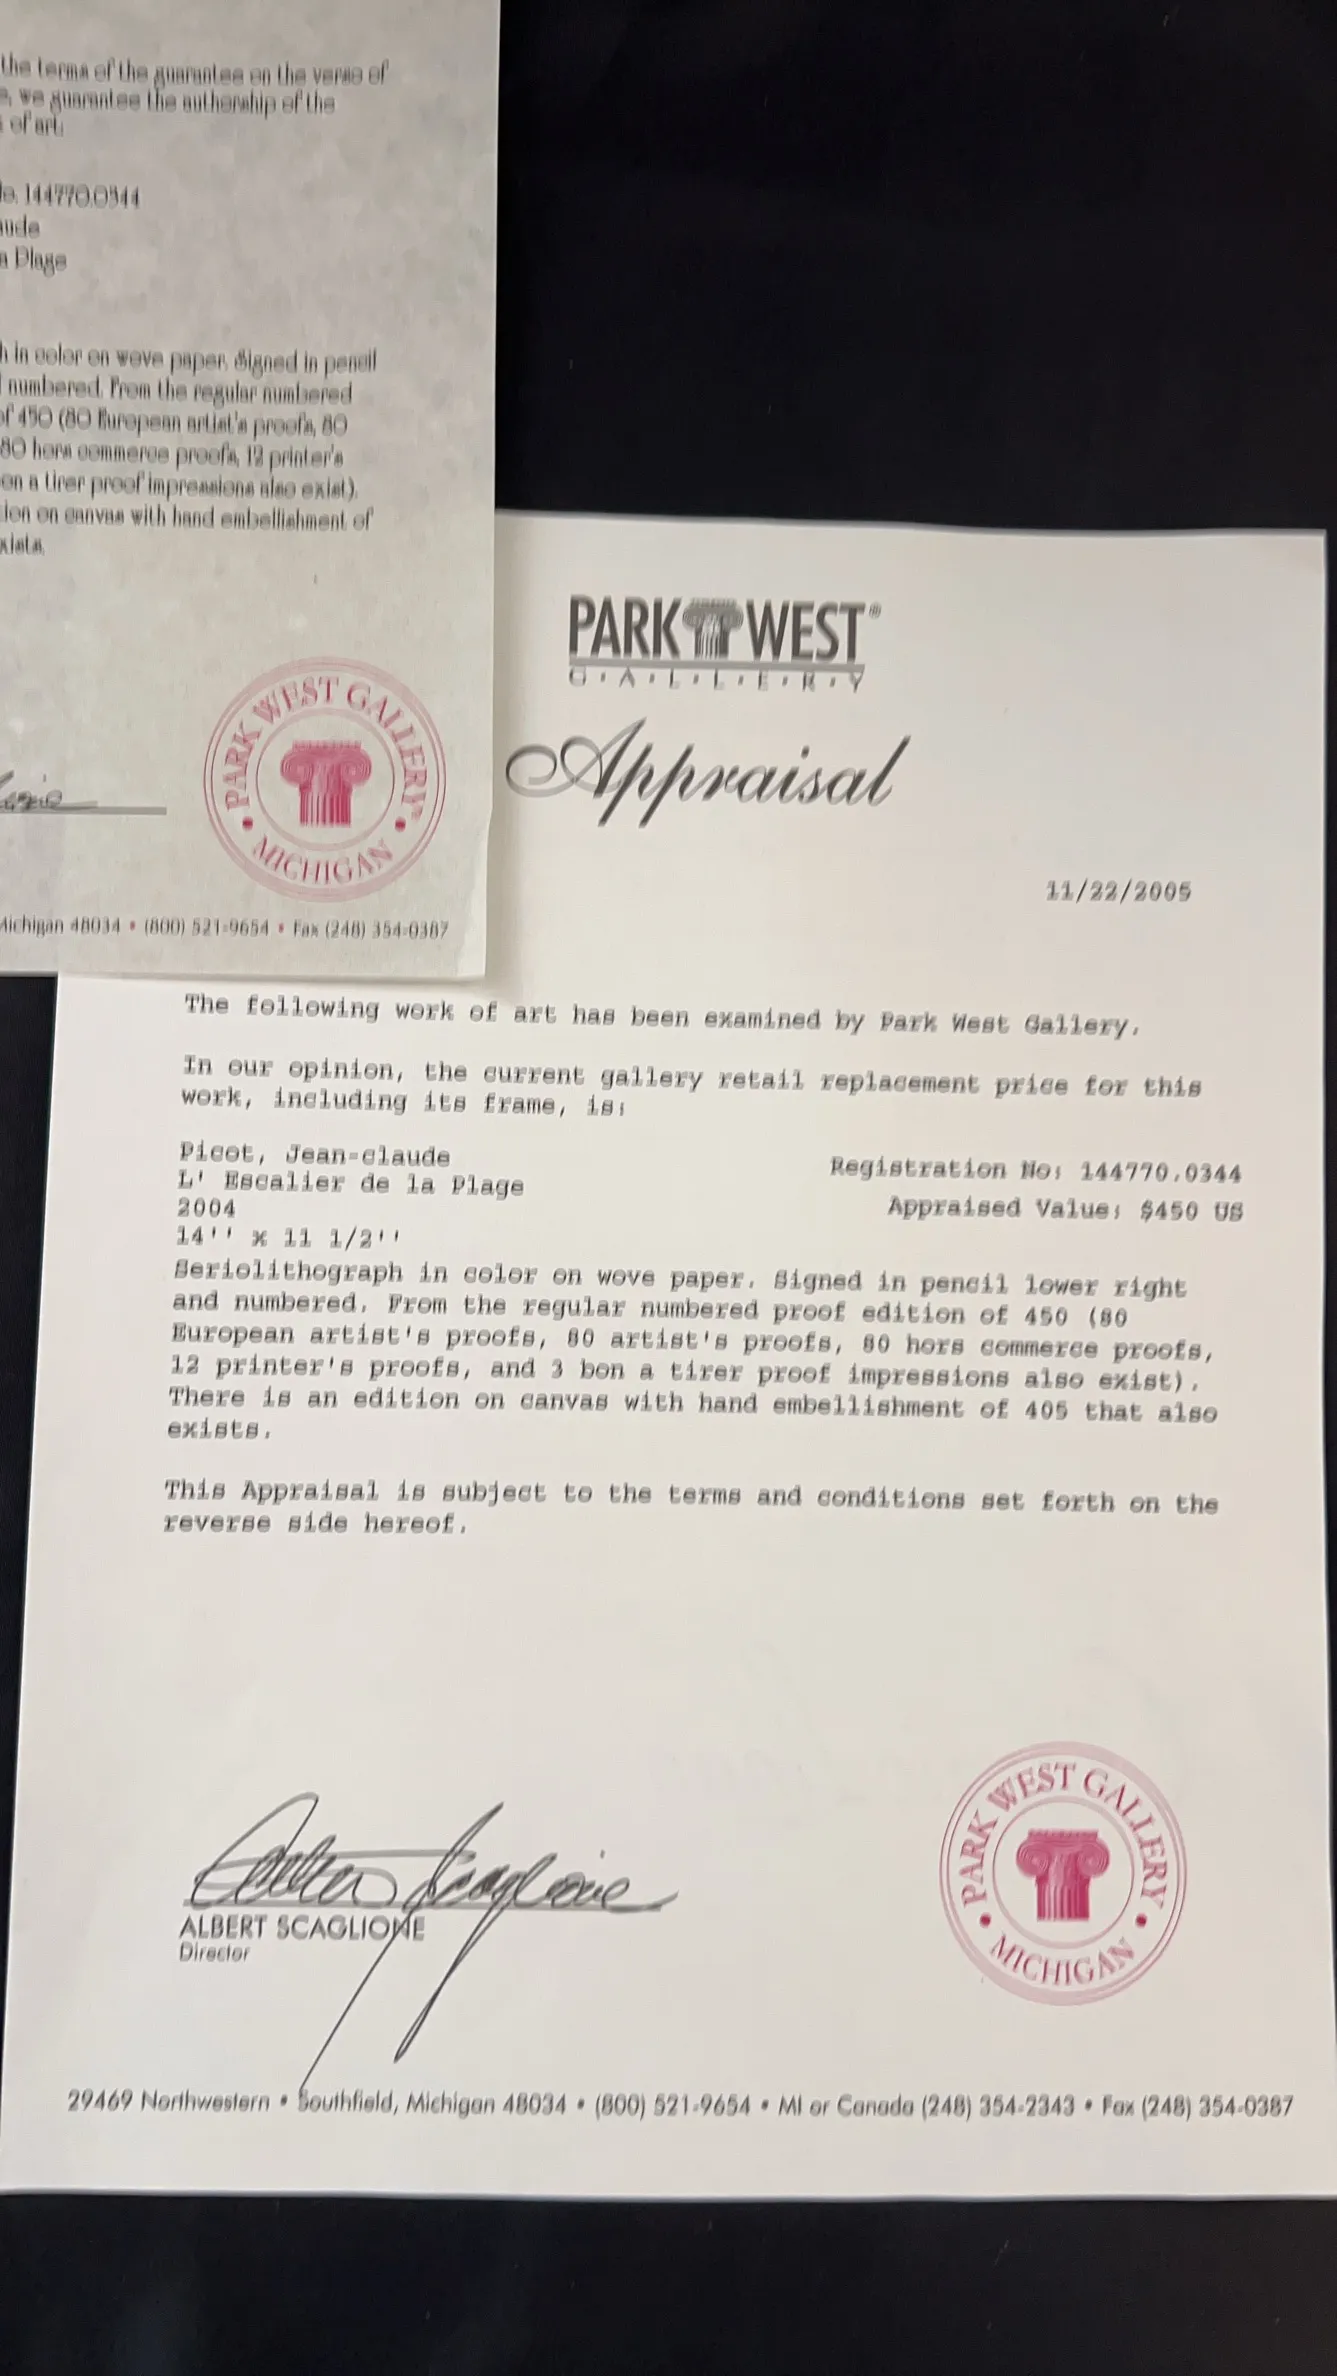 the terms of the guarantee on the verso of
we guarantee the authorship of the
of art:
144770.0344
aude
a Plage
h in color on wove paper. Signed in pencil
numbered. From the regular numbered
of 450 (80 European artist's proofs, 80
80 hors commerce proofs, 12 printer's
on a tirer proof impressions also exist).
ion on canvas with hand embellishment of
xists.
PARK WEST GALLERY
MICHIGAN
Michigan 48034 • (800) 521-9654 • Fax (248) 354-0387
PARK WEST®
G·A·L·L·E·R·Y
Appraisal
11/22/2005
The following work of art has been examined by Park West Gallery.
In our opinion, the current gallery retail replacement price for this
work, including its frame, is:
Picot, Jean-claude
L' Escalier de la Plage
2004
14'' x 11 1/2''
Registration No: 144770.0344
Appraised Value: $450 US
Seriolithograph in color on wove paper. Signed in pencil lower right
and numbered. From the regular numbered proof edition of 450 (80
European artist's proofs, 80 artist's proofs, 80 hors commerce proofs,
12 printer's proofs, and 3 bon a tirer proof impressions also exist).
There is an edition on canvas with hand embellishment of 405 that also
exists.
This Appraisal is subject to the terms and conditions set forth on the
reverse side hereof.
Albert Scaglione
ALBERT SCAGLIONE
Director
PARK WEST GALLERY
MICHIGAN
29469 Northwestern • Southfield, Michigan 48034 • (800) 521-9654 • MI or Canada (248) 354-2343 • Fax (248) 354-0387